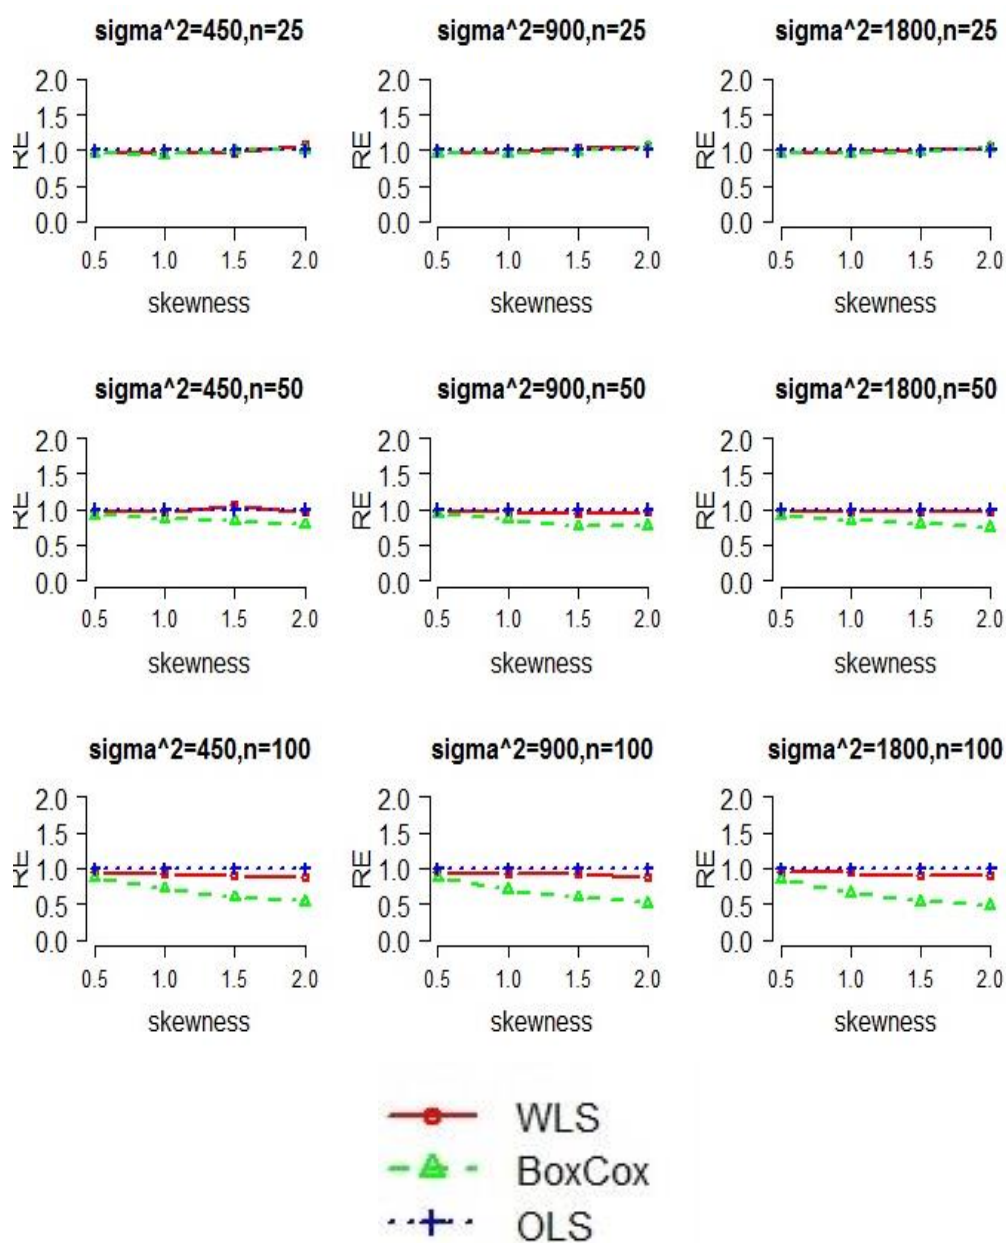 sigma^2=450,n=25
2.0
1.5
1.0
0.5
0.0
RE
0.5 1.0 1.5 2.0
skewness
sigma^2=900,n=25
2.0
1.5
1.0
0.5
0.0
RE
0.5 1.0 1.5 2.0
skewness
sigma^2=1800,n=25
2.0
1.5
1.0
0.5
0.0
RE
0.5 1.0 1.5 2.0
skewness
sigma^2=450,n=50
2.0
1.5
1.0
0.5
0.0
RE
0.5 1.0 1.5 2.0
skewness
sigma^2=900,n=50
2.0
1.5
1.0
0.5
0.0
RE
0.5 1.0 1.5 2.0
skewness
sigma^2=1800,n=50
2.0
1.5
1.0
0.5
0.0
RE
0.5 1.0 1.5 2.0
skewness
sigma^2=450,n=100
2.0
1.5
1.0
0.5
0.0
RE
0.5 1.0 1.5 2.0
skewness
sigma^2=900,n=100
2.0
1.5
1.0
0.5
0.0
RE
0.5 1.0 1.5 2.0
skewness
sigma^2=1800,n=100
2.0
1.5
1.0
0.5
0.0
RE
0.5 1.0 1.5 2.0
skewness
WLS
BoxCox
OLS